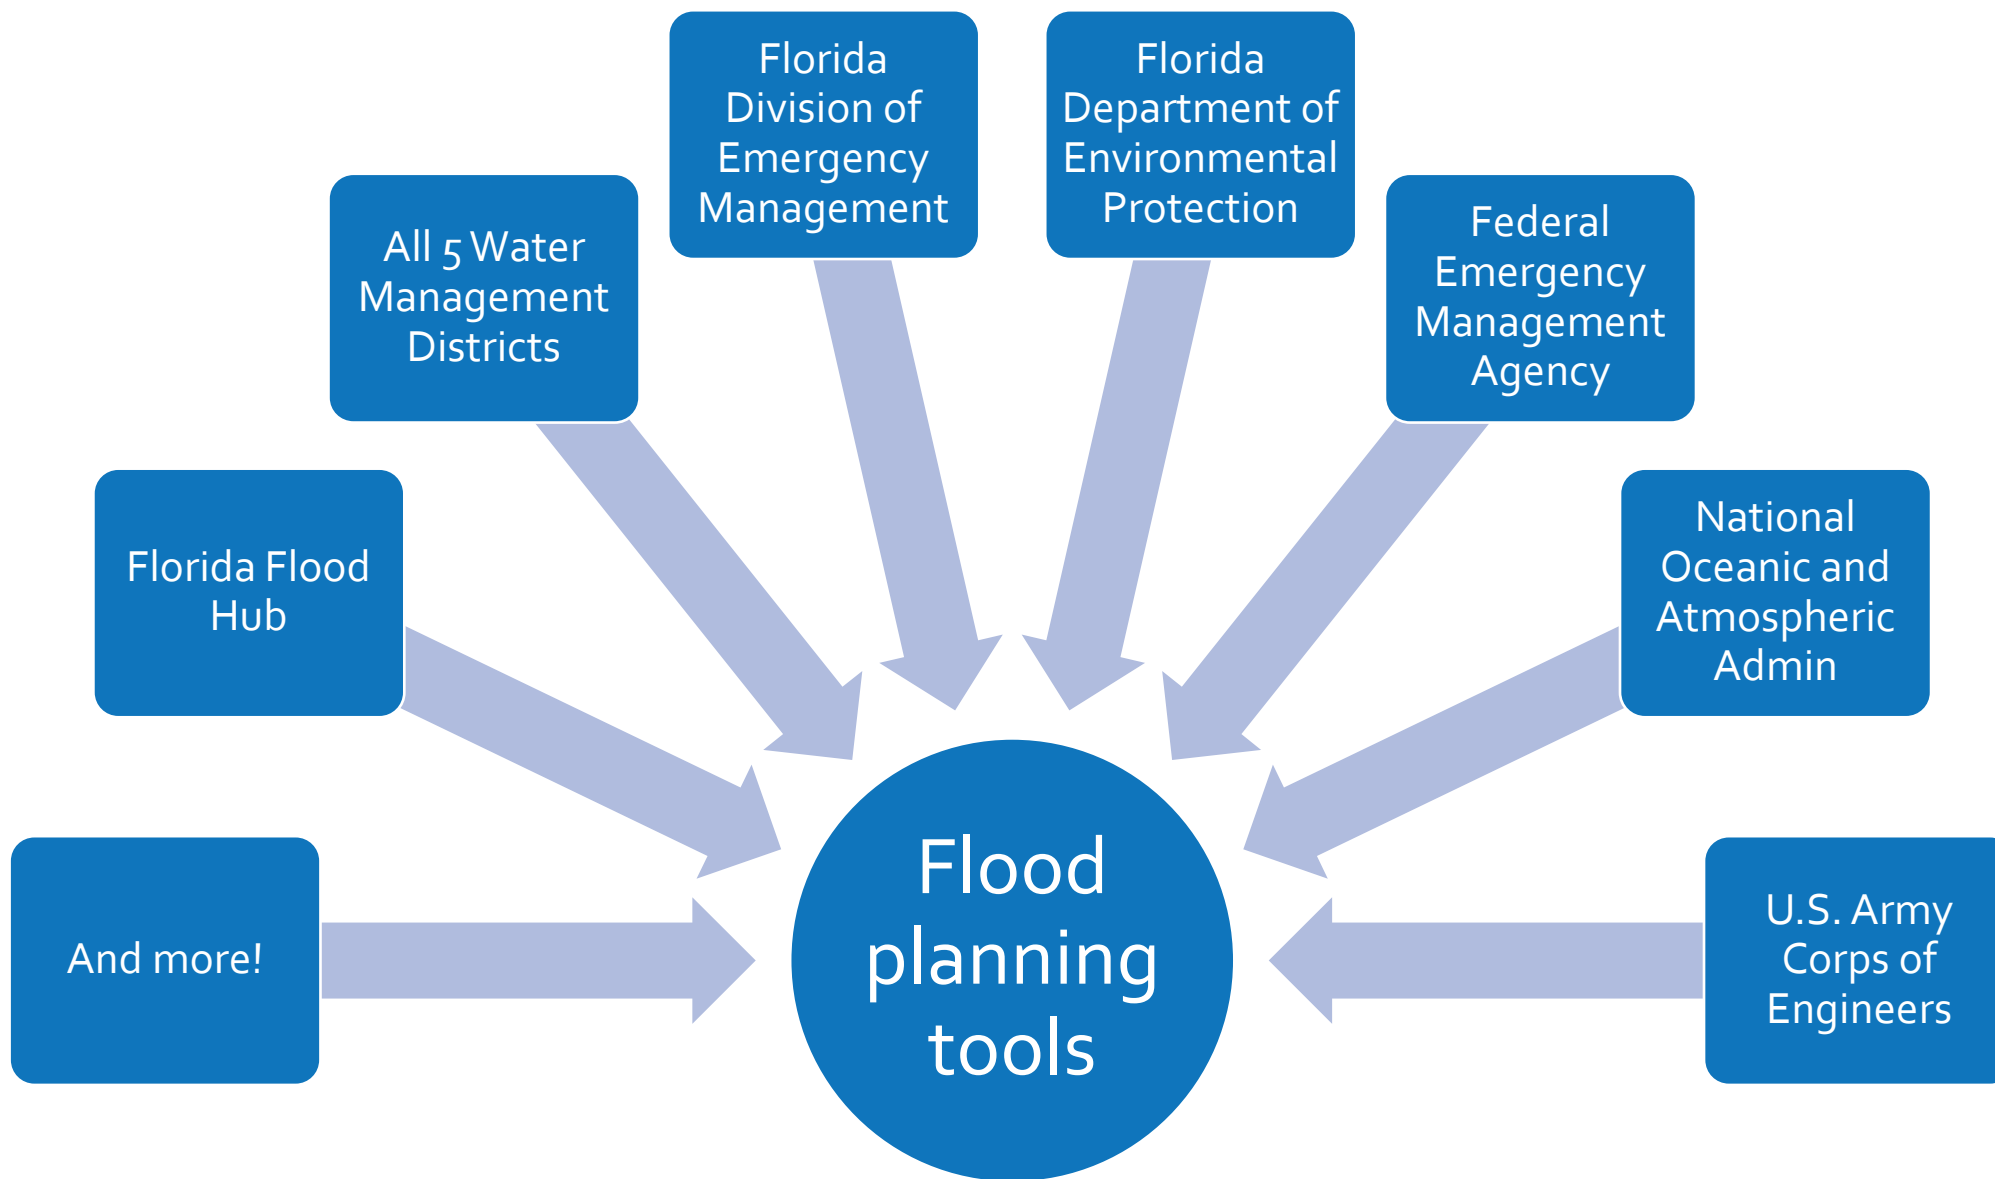 Florida
Division of
Emergency
Management
Florida
Department of
Environmental
Protection
All 5 Water
Management
Districts
Federal
Emergency
Management
Agency
Florida Flood
Hub
National
Oceanic and
Atmospheric
Admin
And more!
Flood
planning
tools
U.S. Army
Corps of
Engineers